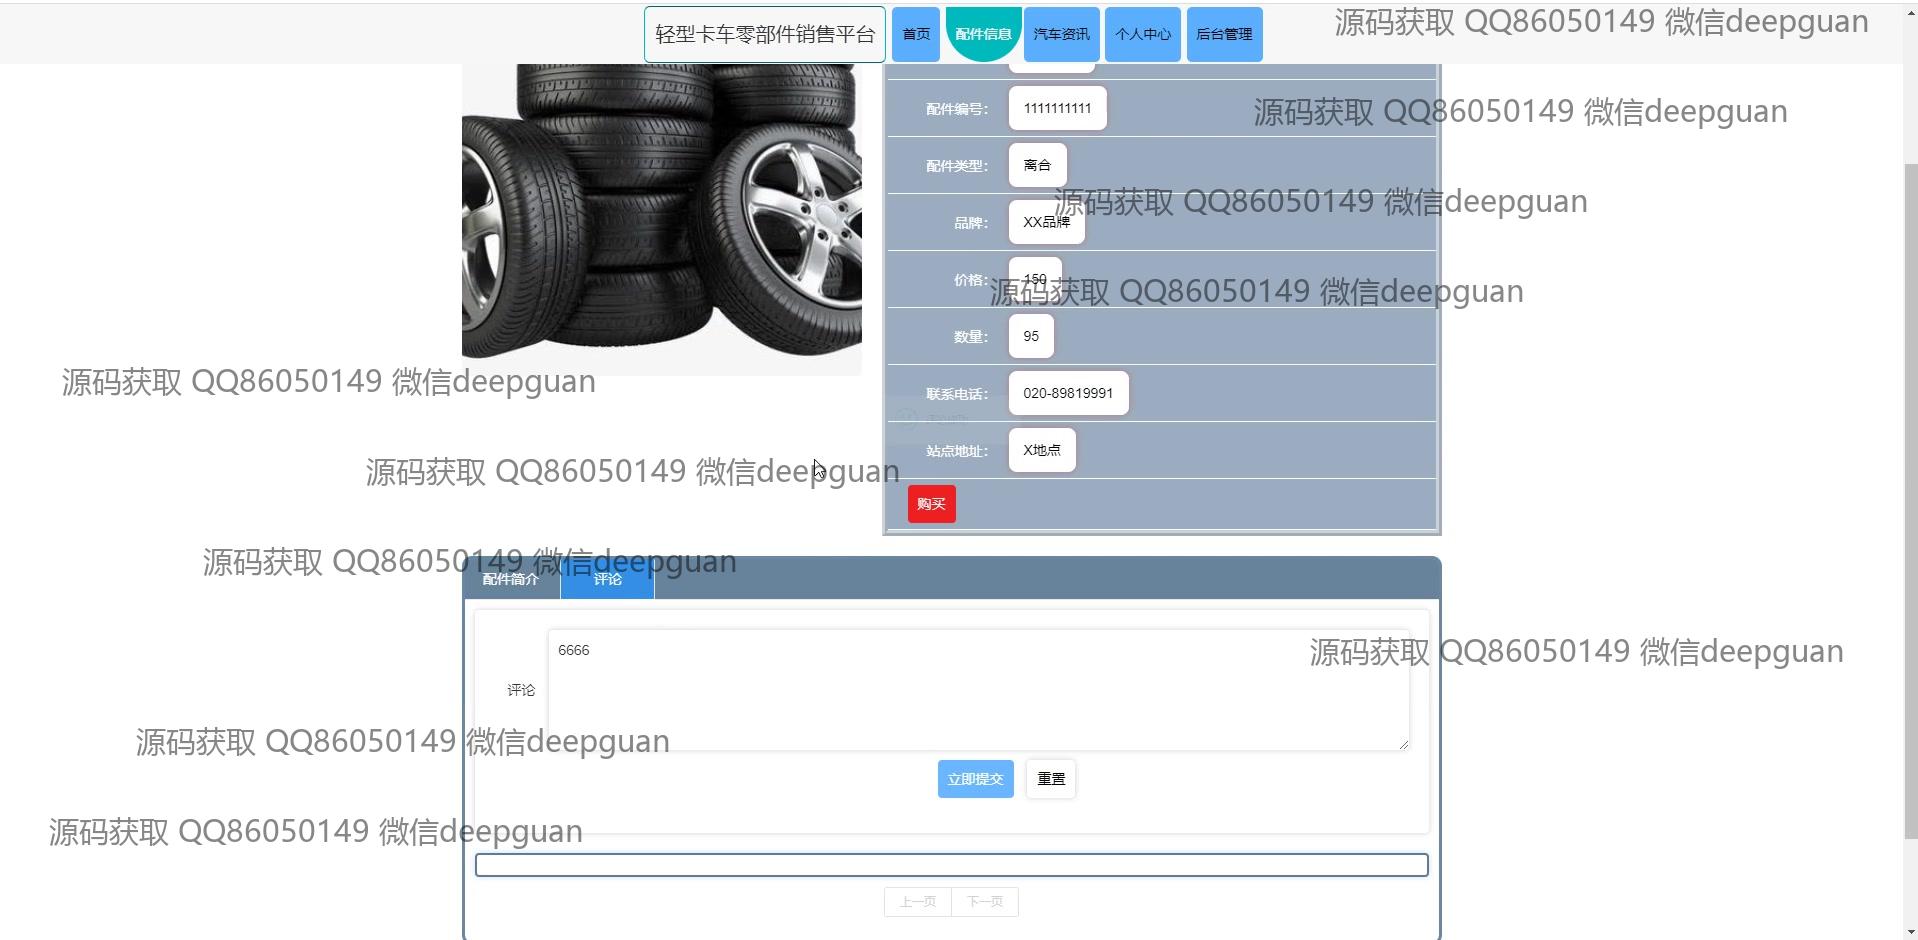 轻型卡车零部件销售平台
首页
配件信息
汽车资讯
个人中心
后台管理
源码获取 QQ86050149 微信deepguan
配件编号：
1111111111
源码获取 QQ86050149 微信deepguan
配件类型：
离合
源码获取 QQ86050149 微信deepguan
品牌：
XX品牌
价格：
150
源码获取 QQ86050149 微信deepguan
数量：
95
源码获取 QQ86050149 微信deepguan
联系电话：
020-89819991
站点地址：
X地点
源码获取 QQ86050149 微信deepguan
购买
源码获取 QQ86050149 微信deepguan
配件简介
评论
6666
源码获取 QQ86050149 微信deepguan
评论
源码获取 QQ86050149 微信deepguan
立即提交
重置
源码获取 QQ86050149 微信deepguan
上一页
下一页